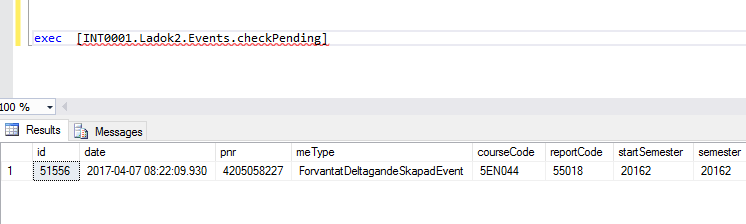 exec [INT0001.Ladok2.Events.checkPending]
100 %
Results Messages
id date pnr meType courseCode reportCode startSemester semester
1 51556 2017-04-07 08:22:09.930 4205058227 ForvantatDeltagandeSkapadEvent 5EN044 55018 20162 20162